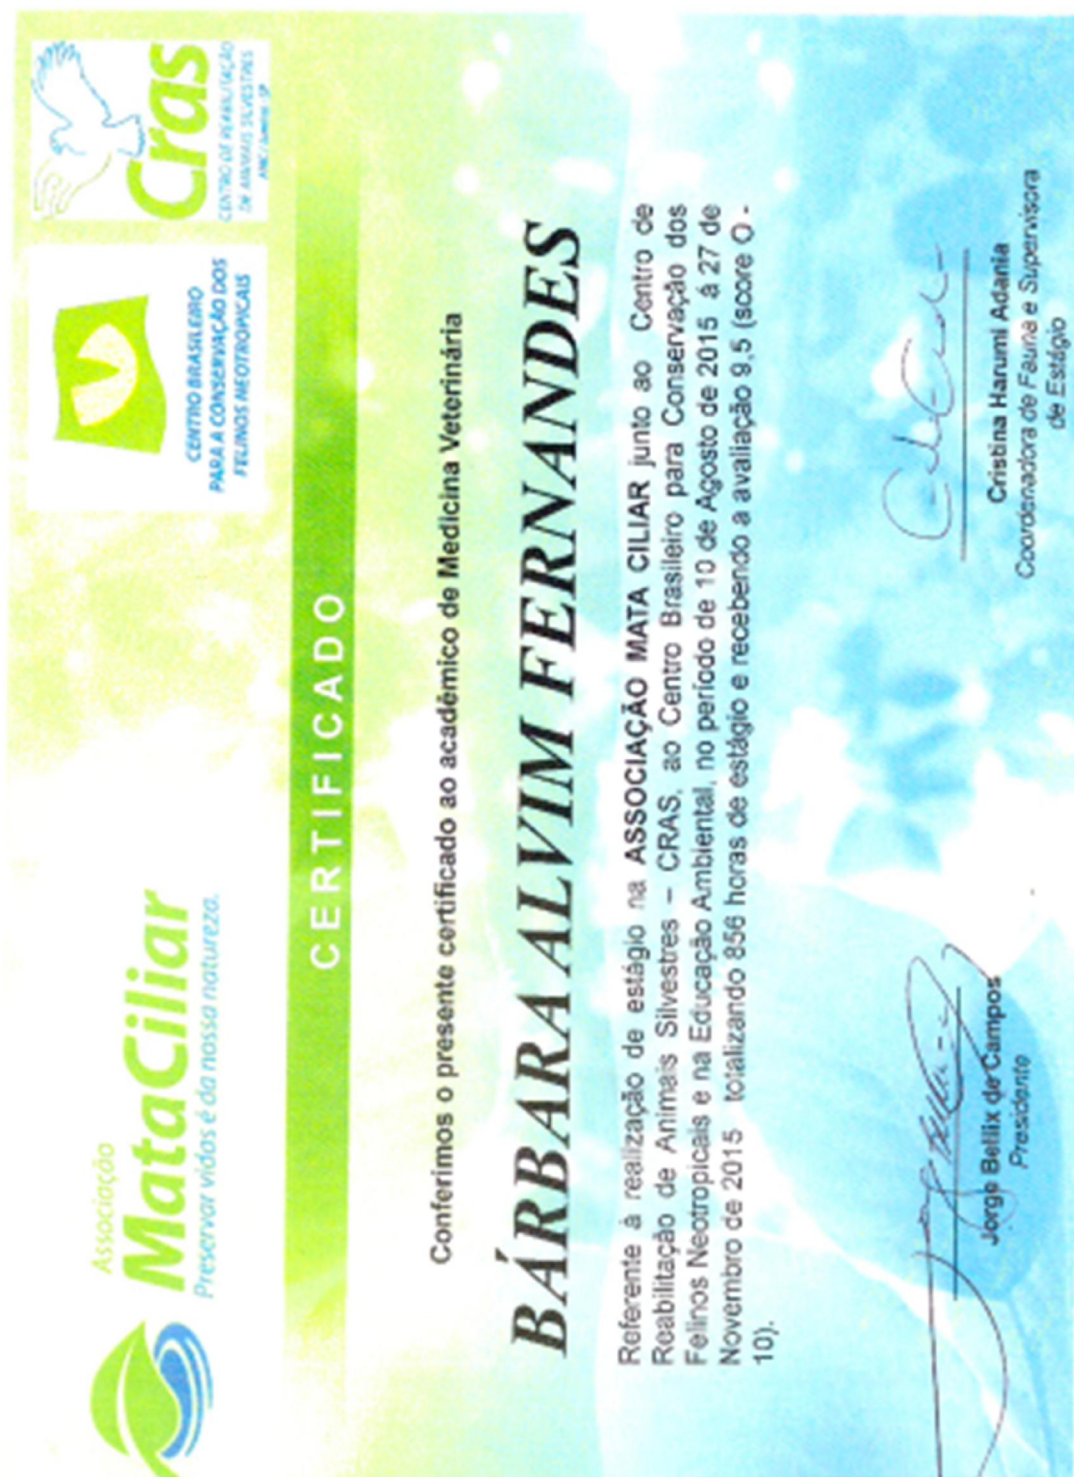 Associação
MataCiliar
Preservar vidas é da nossa natureza.
CENTRO BRASILEIRO
PARA A CONSERVAÇÃO DOS
FELINOS NEOTROPICAIS
Cras
CENTRO DE REABILITAÇÃO
DE ANIMAIS SILVESTRES
CERTIFICADO
Conferimos o presente certificado ao acadêmico de Medicina Veterinária
BÁRBARA ALVIM FERNANDES
Referente à realização de estágio na ASSOCIAÇÃO MATA CILIAR junto ao Centro de
Reabilitação de Animais Silvestres – CRAS, ao Centro Brasileiro para Conservação dos
Felinos Neotropicais e na Educação Ambiental, no período de 10 de Agosto de 2015 á 27 de
Novembro de 2015 totalizando 856 horas de estágio e recebendo a avaliação 9,5 (score O -
10).
Jorge Bellix de Campos
Presidente
Cristina Harumi Adania
Coordenadora de Fauna e Supervisora
de Estágio